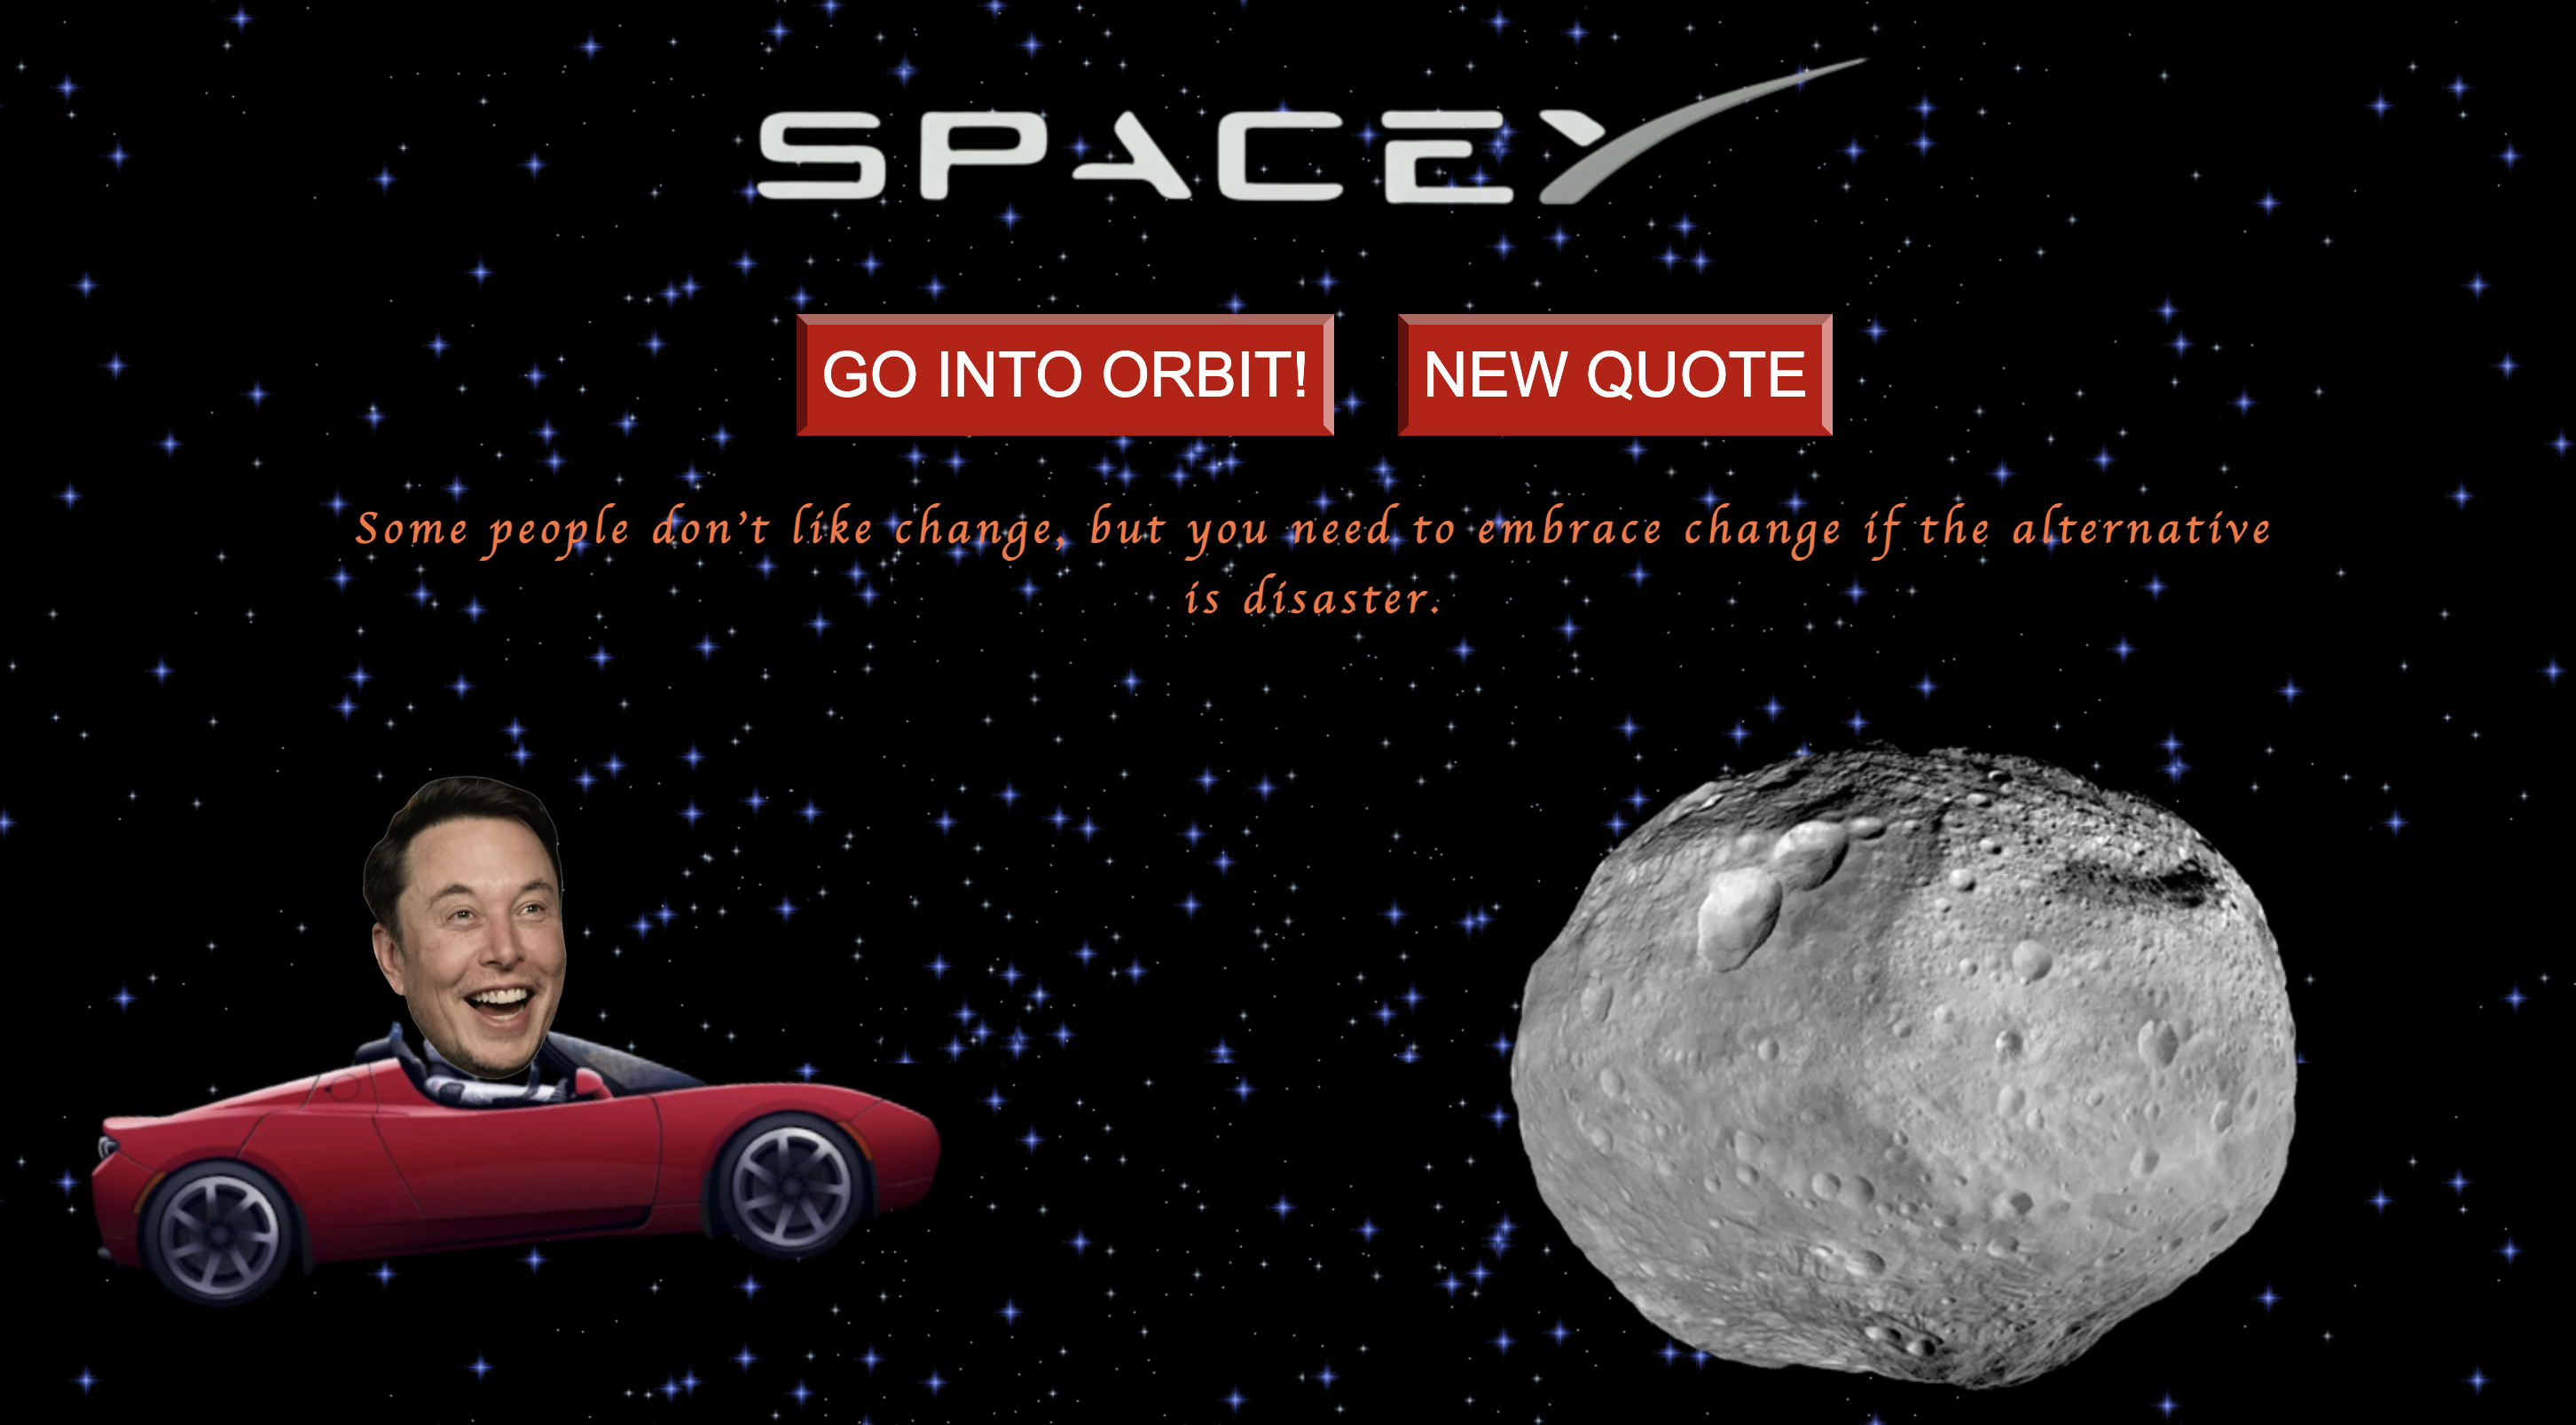 SPACEY
GO INTO ORBIT!
NEW QUOTE
Some people don't like change, but you need to embrace change if the alternative
is disaster.